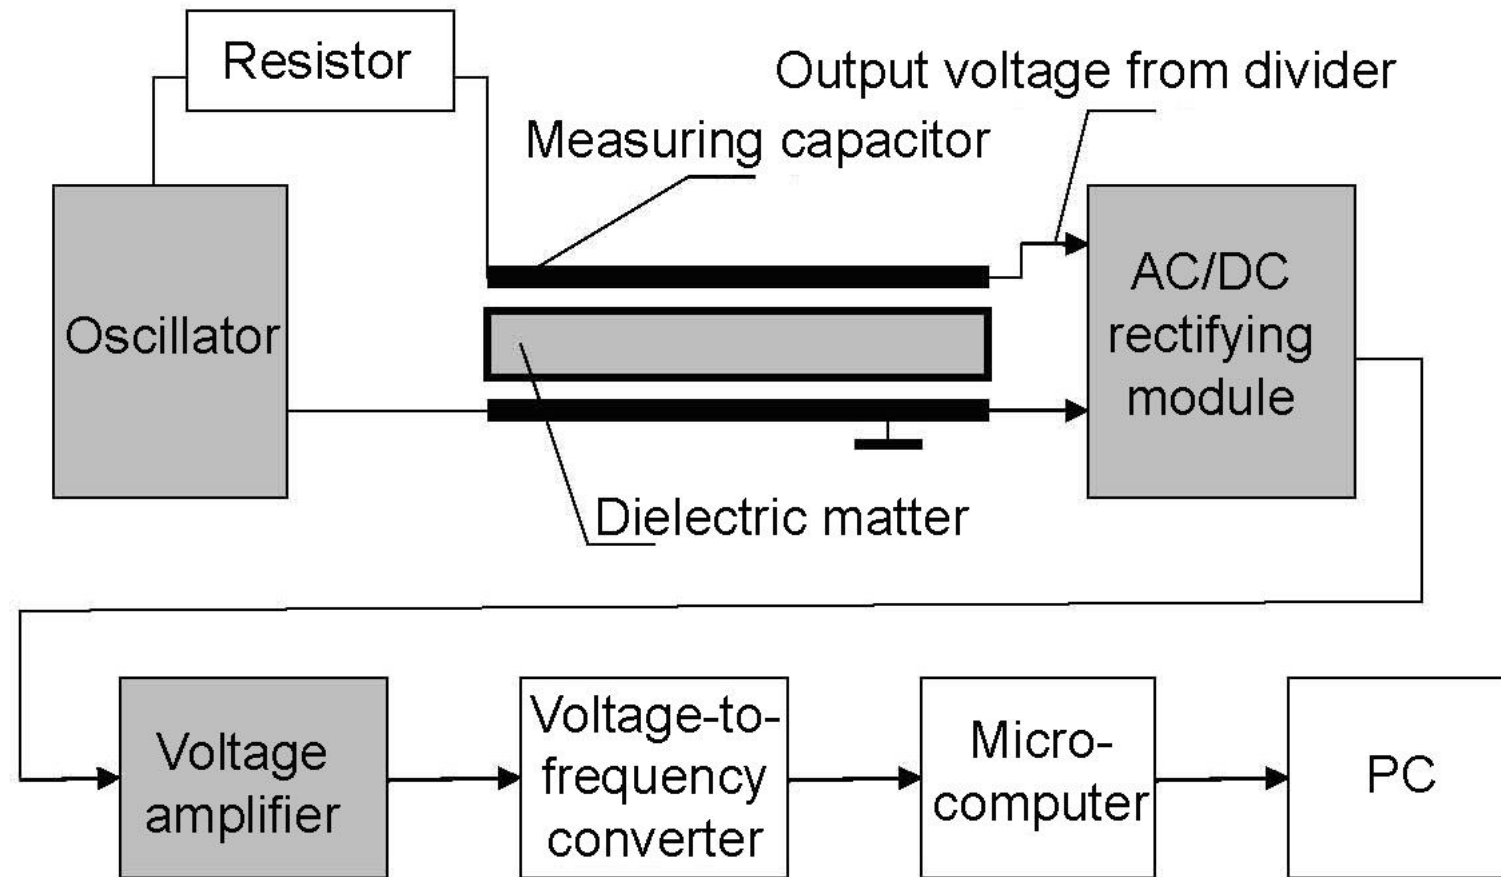 Resistor
Output voltage from divider
Measuring capacitor
Oscillator
AC/DC
rectifying
module
Dielectric matter
Voltage
amplifier
Voltage-to-
frequency
converter
Micro-
computer
PC